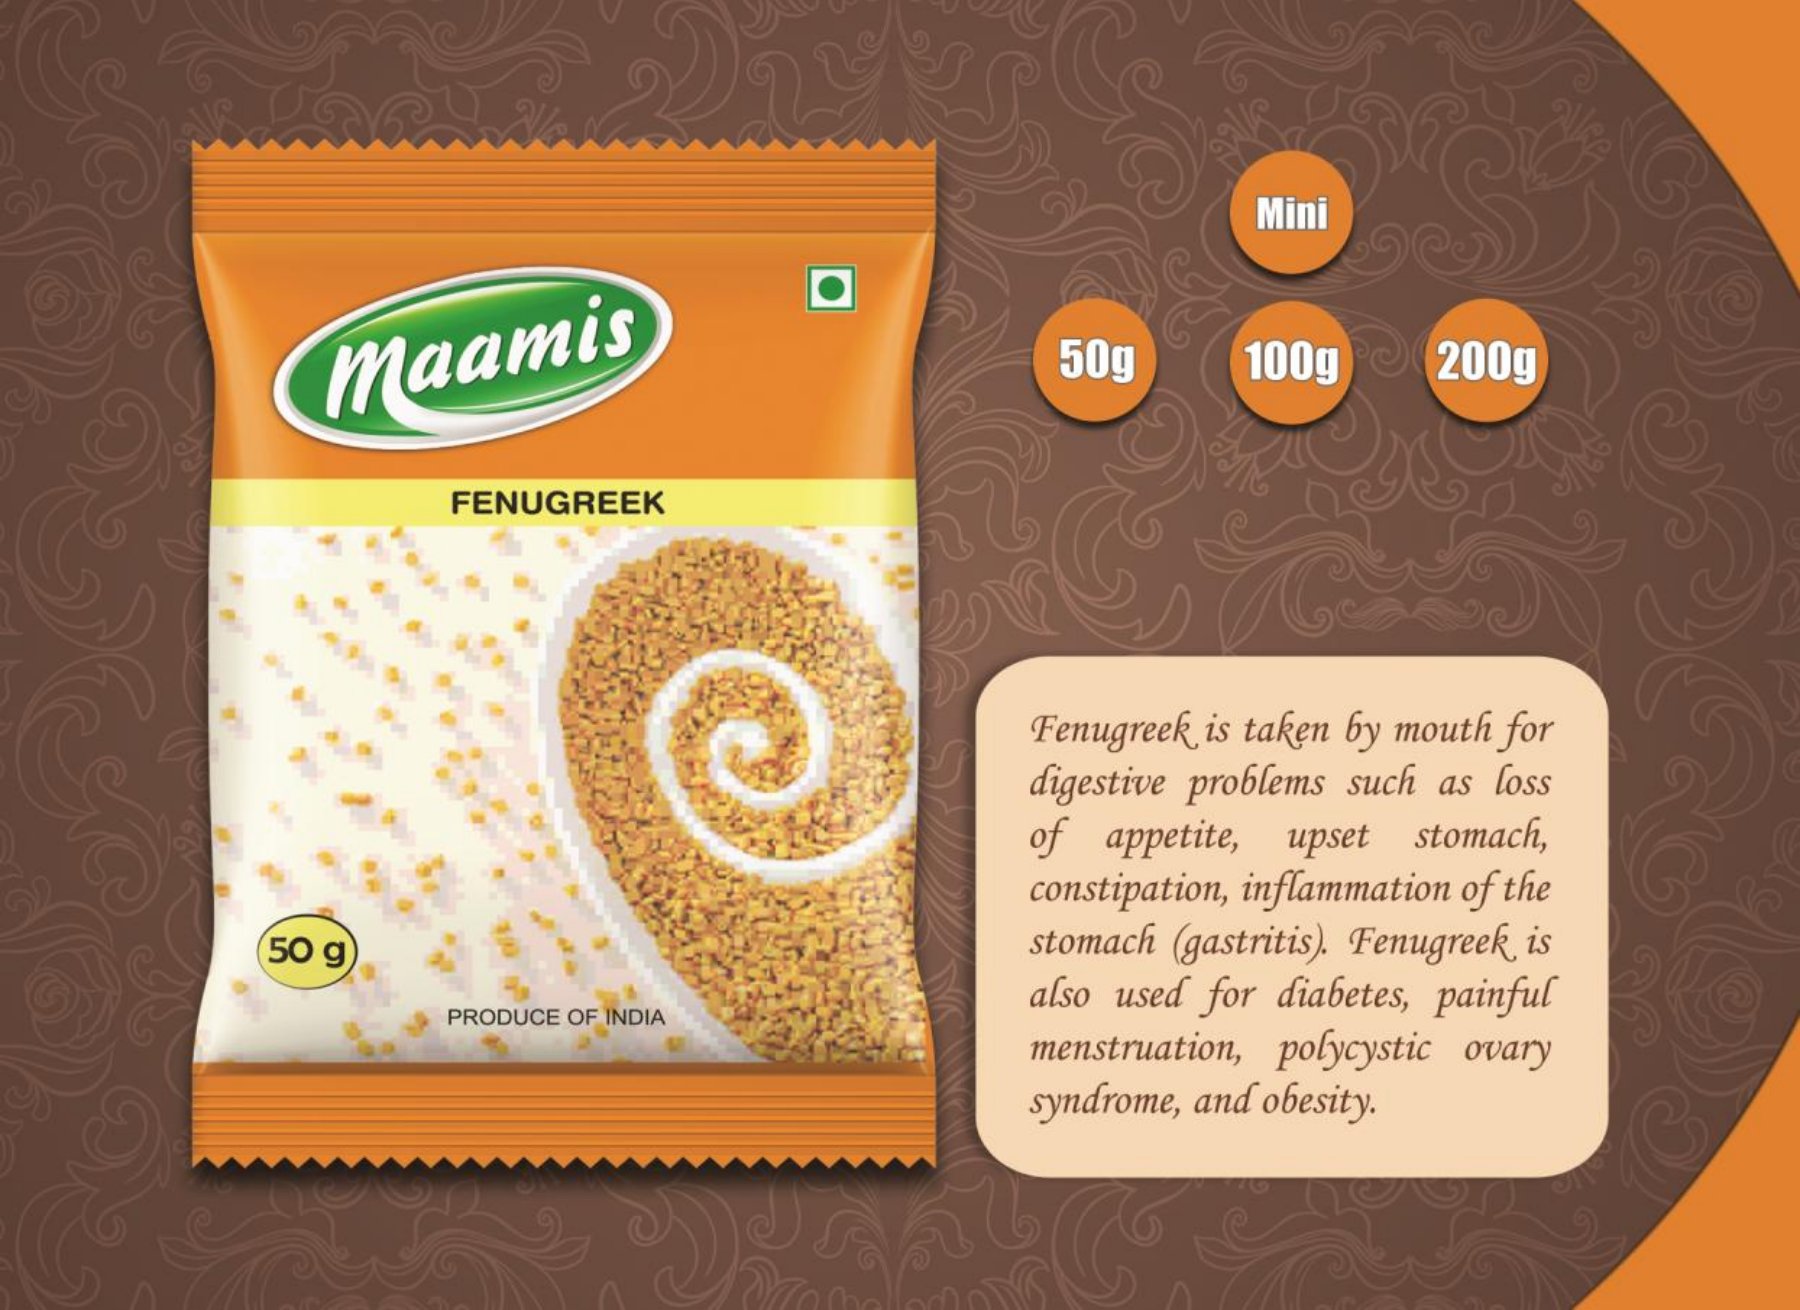 Maamis
FENUGREEK
50 g
PRODUCE OF INDIA
Mini
50g
100g
200g
Fenugreek is taken by mouth for
digestive problems such as loss
of appetite, upset stomach,
constipation, inflammation of the
stomach (gastritis). Fenugreek is
also used for diabetes, painful
menstruation, polycystic ovary
syndrome, and obesity.